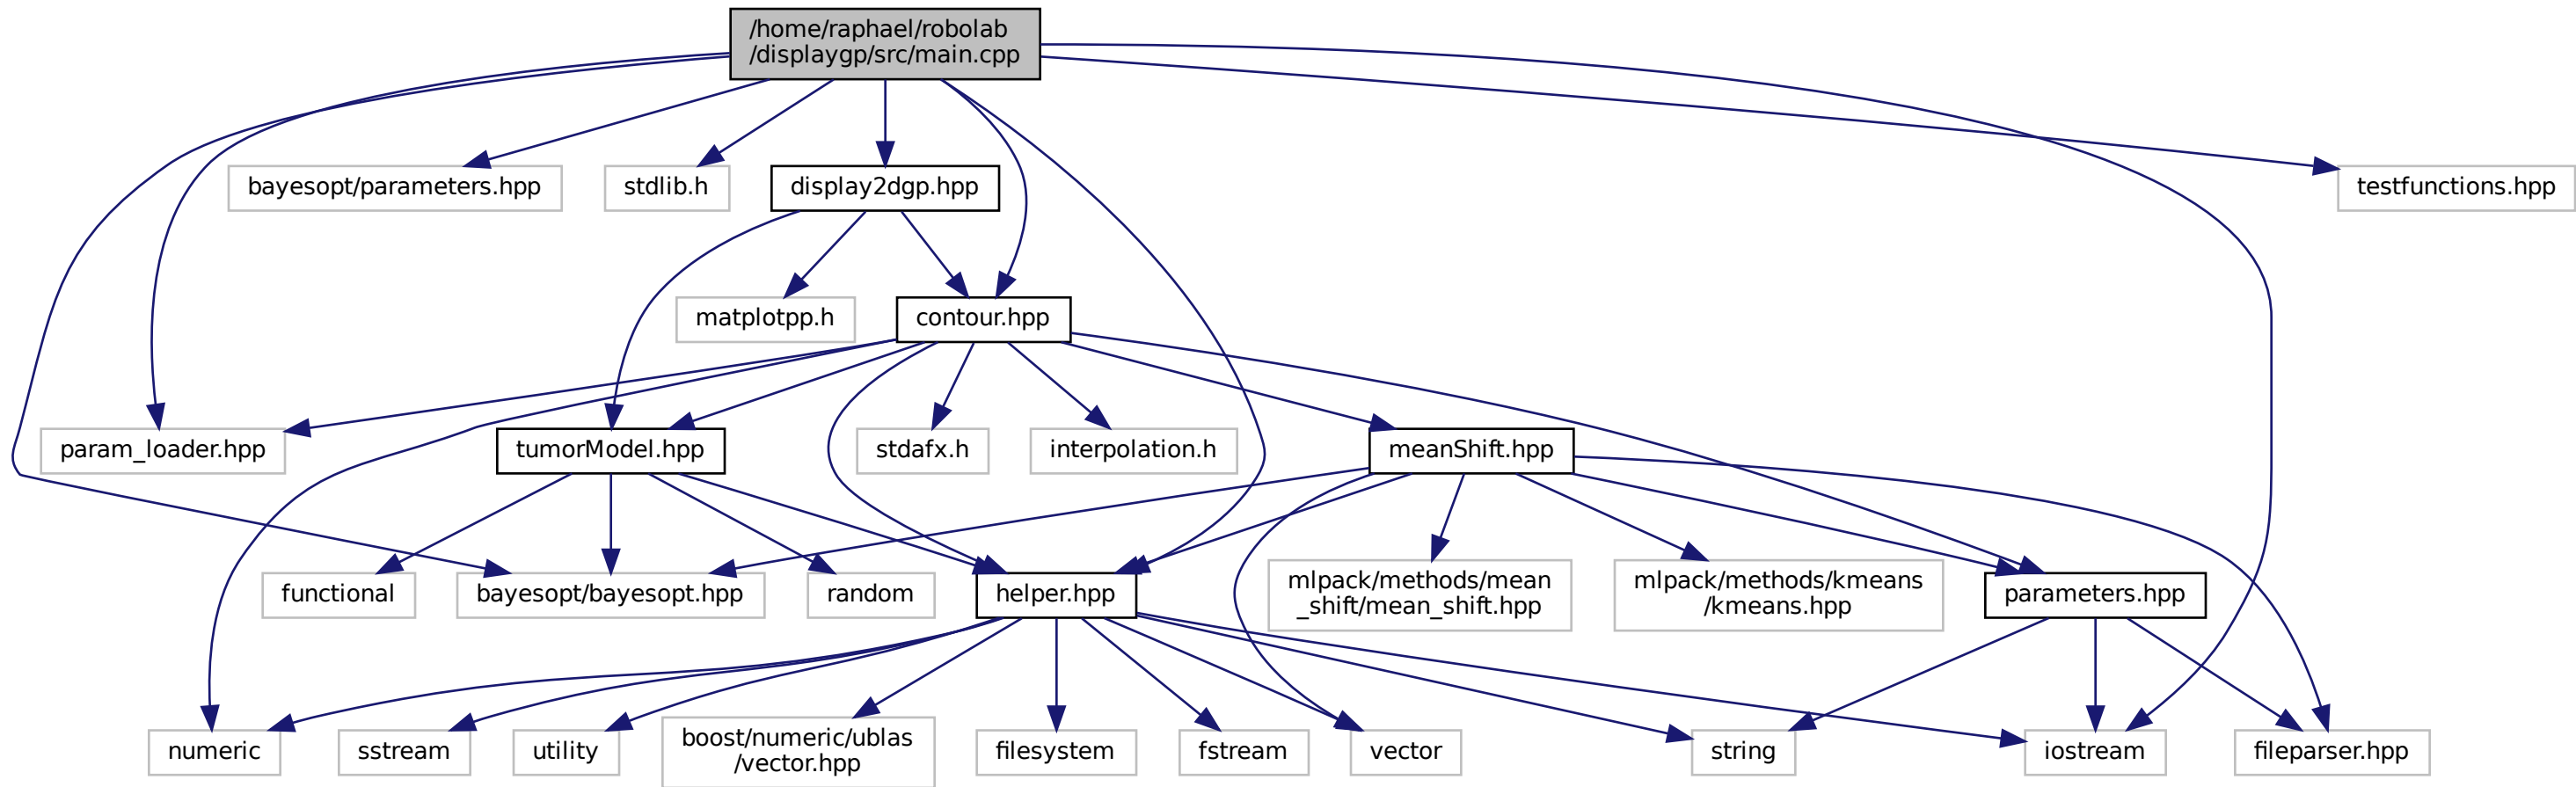 /home/raphael/robolab
/displaygp/src/main.cpp
bayesopt/parameters.hpp
stdlib.h
display2dgp.hpp
testfunctions.hpp
matplotpp.h
contour.hpp
param_loader.hpp
tumorModel.hpp
stdafx.h
interpolation.h
meanShift.hpp
functional
bayesopt/bayesopt.hpp
random
helper.hpp
mlpack/methods/mean
_shift/mean_shift.hpp
mlpack/methods/kmeans
/kmeans.hpp
parameters.hpp
numeric
sstream
utility
boost/numeric/ublas
/vector.hpp
filesystem
fstream
vector
string
iostream
fileparser.hpp